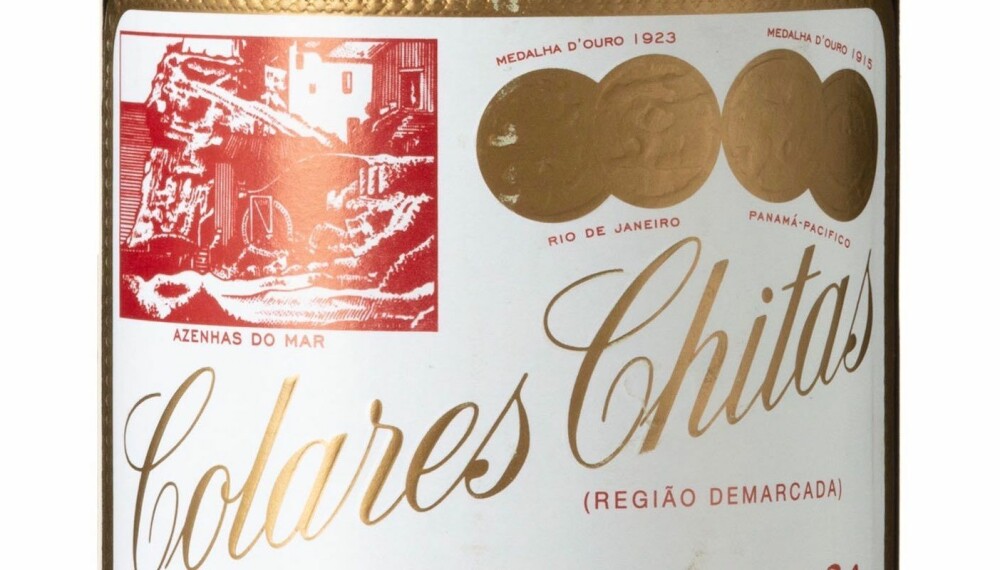 MEDALHA D'OURO 1923
MEDALHA D'OURO 1915
RIO DE JANEIRO
PANAMÁ-PACIFICO
AZENHAS DO MAR
Colares Chitas
(REGIÃO DEMARCADA)